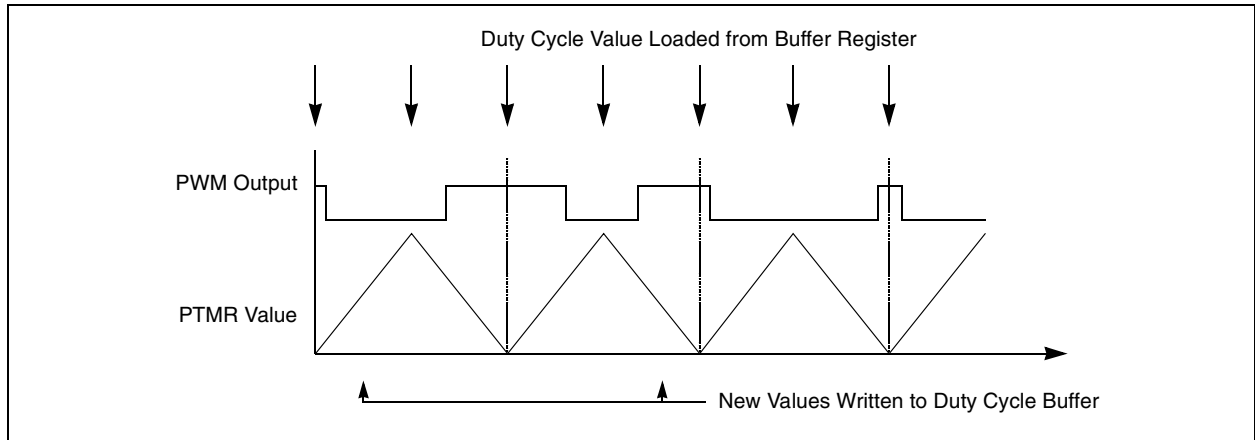 Duty Cycle Value Loaded from Buffer Register
PWM Output
PTMR Value
New Values Written to Duty Cycle Buffer